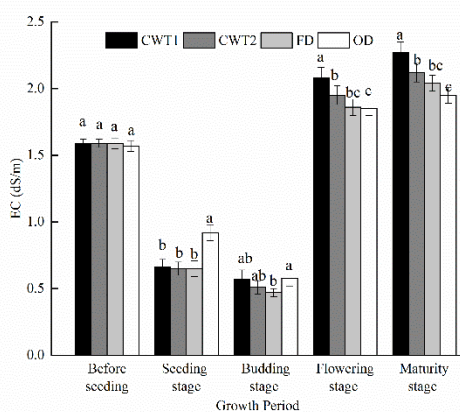 2.5
CWT1 CWT2 FD OD
a
a
b
bc
b
bc
c
c
2.0
a a a a
1.5
EC (dS/m)
1.0
a
b b b
ab
ab
b
a
0.5
0.0
Before Seeding Budding Flowering Maturity
seeding stage stage stage stage
Growth Period